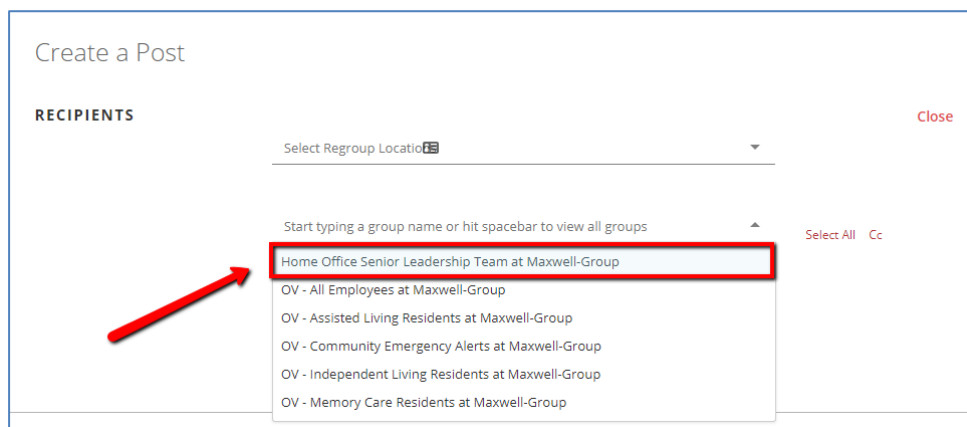 Create a Post
RECIPIENTS
Close
Select Regroup Locatio
Start typing a group name or hit spacebar to view all groups
Select All Cc
Home Office Senior Leadership Team at Maxwell-Group
OV - All Employees at Maxwell-Group
OV - Assisted Living Residents at Maxwell-Group
OV - Community Emergency Alerts at Maxwell-Group
OV - Independent Living Residents at Maxwell-Group
OV - Memory Care Residents at Maxwell-Group